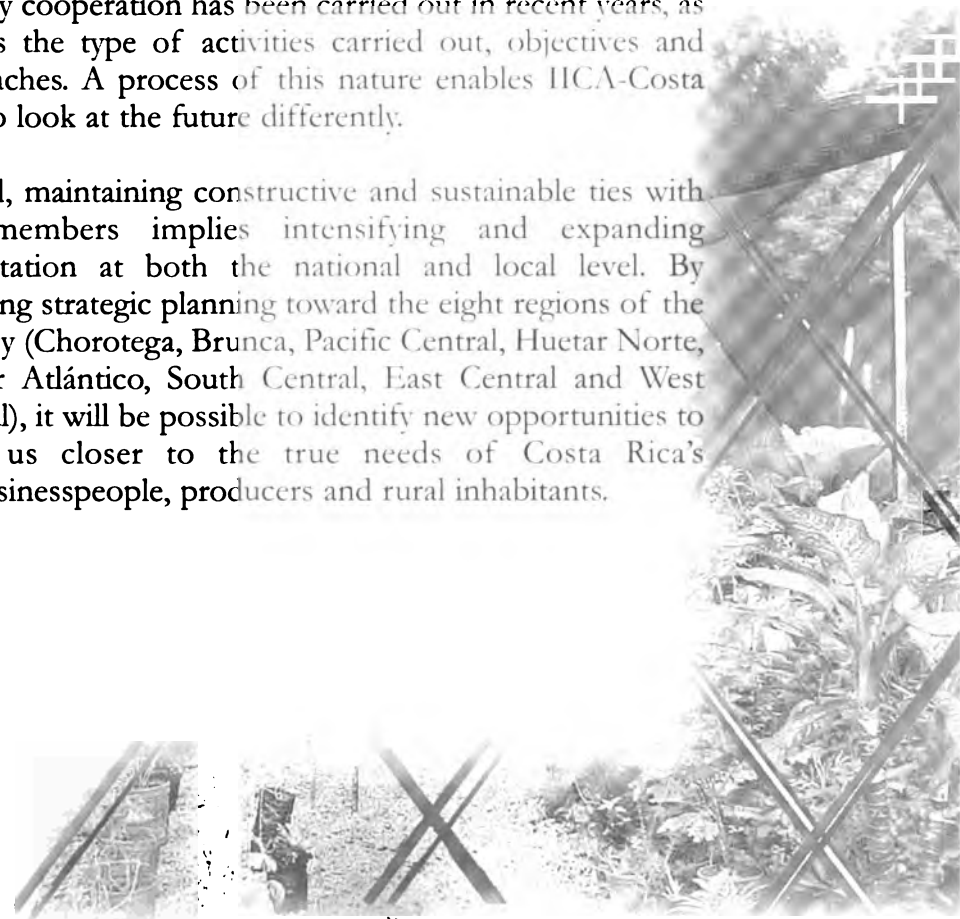 y cooperation has been carried out in recent years, as
s the type of activities carried out, objectives and
aches. A process of this nature enables IICA-Costa
o look at the future differently.
l, maintaining constructive and sustainable ties with
members implies intensifying and expanding
tation at both the national and local level. By
ng strategic planning toward the eight regions of the
y (Chorotega, Brunca, Pacific Central, Huetar Norte,
r Atlántico, South Central, East Central and West
l), it will be possible to identify new opportunities to
us closer to the true needs of Costa Rica's
sinesspeople, producers and rural inhabitants.